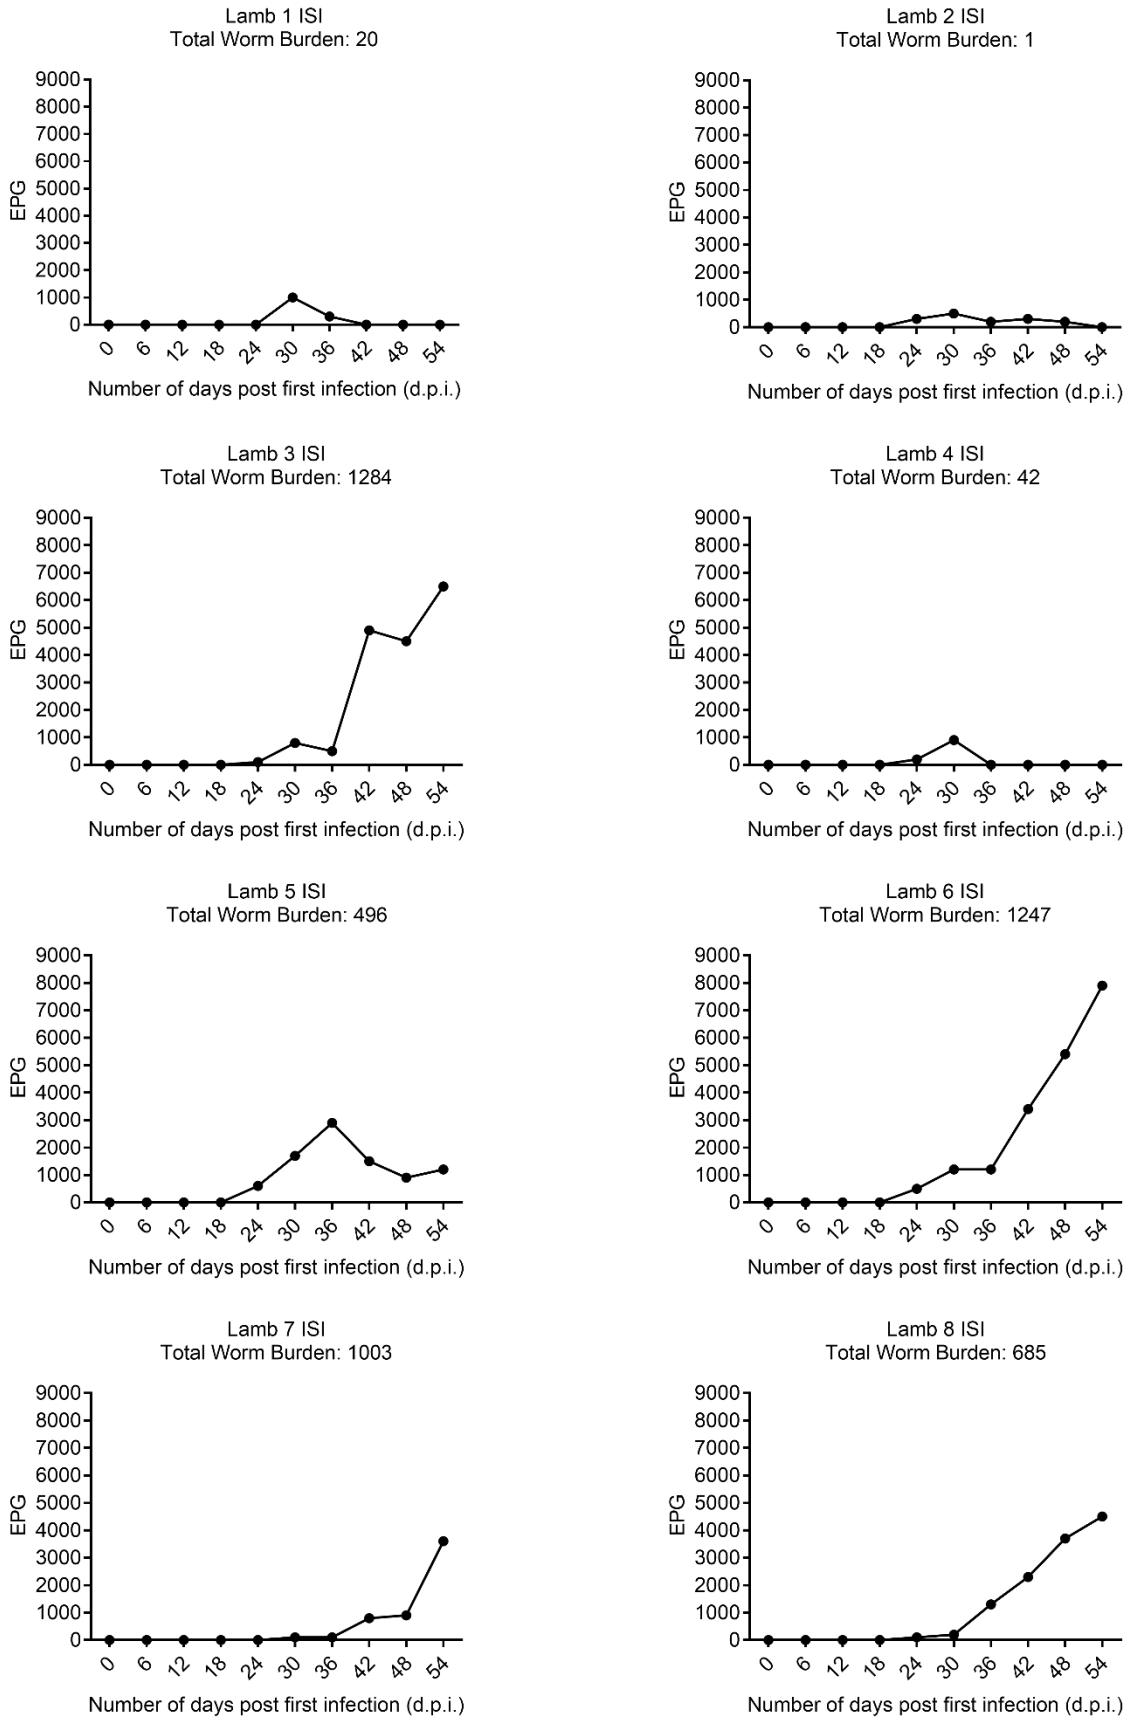 Lamb 1 ISI
Total Worm Burden: 20
9000
8000
7000
6000
5000
4000
3000
2000
1000
0
EPG
0 6 12 18 24 30 36 42 48 54
Number of days post first infection (d.p.i.)
Lamb 2 ISI
Total Worm Burden: 1
9000
8000
7000
6000
5000
4000
3000
2000
1000
0
EPG
0 6 12 18 24 30 36 42 48 54
Number of days post first infection (d.p.i.)
Lamb 3 ISI
Total Worm Burden: 1284
9000
8000
7000
6000
5000
4000
3000
2000
1000
0
EPG
0 6 12 18 24 30 36 42 48 54
Number of days post first infection (d.p.i.)
Lamb 4 ISI
Total Worm Burden: 42
9000
8000
7000
6000
5000
4000
3000
2000
1000
0
EPG
0 6 12 18 24 30 36 42 48 54
Number of days post first infection (d.p.i.)
Lamb 5 ISI
Total Worm Burden: 496
9000
8000
7000
6000
5000
4000
3000
2000
1000
0
EPG
0 6 12 18 24 30 36 42 48 54
Number of days post first infection (d.p.i.)
Lamb 6 ISI
Total Worm Burden: 1247
9000
8000
7000
6000
5000
4000
3000
2000
1000
0
EPG
0 6 12 18 24 30 36 42 48 54
Number of days post first infection (d.p.i.)
Lamb 7 ISI
Total Worm Burden: 1003
9000
8000
7000
6000
5000
4000
3000
2000
1000
0
EPG
0 6 12 18 24 30 36 42 48 54
Number of days post first infection (d.p.i.)
Lamb 8 ISI
Total Worm Burden: 685
9000
8000
7000
6000
5000
4000
3000
2000
1000
0
EPG
0 6 12 18 24 30 36 42 48 54
Number of days post first infection (d.p.i.)